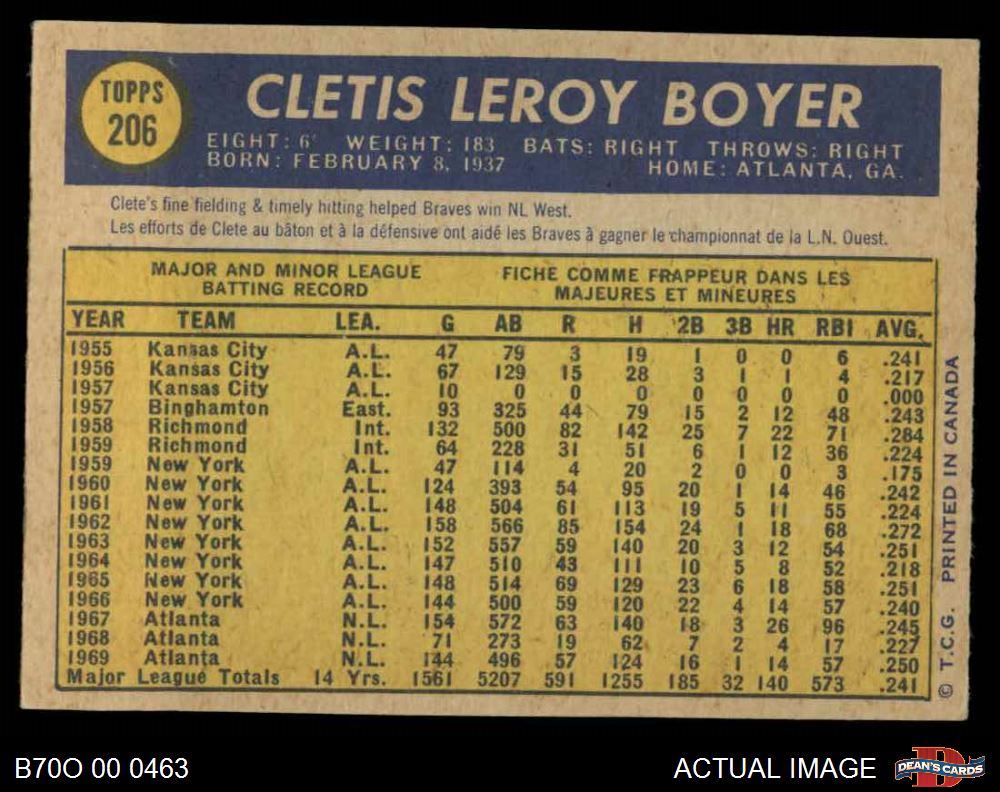 TOPPS
206
CLETIS LEROY BOYER
EIGHT: 6' WEIGHT: 183 BATS: RIGHT THROWS: RIGHT
BORN: FEBRUARY 8, 1937 HOME: ATLANTA, GA.
Clete's fine fielding & timely hitting helped Braves win NL West.
Les efforts de Clete au bâton et à la défensive ont aidé les Braves à gagner le championnat de la L.N. Ouest.
MAJOR AND MINOR LEAGUE BATTING RECORD
FICHE COMME FRAPPEUR DANS LES MAJEURES ET MINEURES
YEAR TEAM LEA. G AB R H 2B 3B HR RBI AVG.
1955 Kansas City A.L. 47 79 3 19 1 0 0 6 .241
1956 Kansas City A.L. 67 129 15 28 3 1 1 4 .217
1957 Kansas City A.L. 10 0 0 0 0 0 0 0 .000
1957 Binghamton East. 93 325 44 79 15 2 12 48 .243
1958 Richmond Int. 132 500 82 142 25 7 22 71 .284
1959 Richmond Int. 64 228 31 51 6 1 12 36 .224
1959 New York A.L. 47 114 4 20 2 0 0 3 .175
1960 New York A.L. 124 393 54 95 20 1 14 46 .242
1961 New York A.L. 148 504 61 113 19 5 11 55 .224
1962 New York A.L. 158 566 85 154 24 1 18 68 .272
1963 New York A.L. 152 557 59 140 20 3 12 54 .251
1964 New York A.L. 147 510 43 111 10 5 8 52 .218
1965 New York A.L. 148 514 69 129 23 6 18 58 .251
1966 New York A.L. 144 500 59 120 22 4 14 57 .240
1967 Atlanta N.L. 154 572 63 140 18 3 26 96 .245
1968 Atlanta N.L. 71 273 19 62 7 2 4 17 .227
1969 Atlanta N.L. 144 496 57 124 16 1 14 57 .250
Major League Totals 14 Yrs. 1561 5207 591 1255 185 32 140 573 .241
© T.C.G. PRINTED IN CANADA
B70O 00 0463
ACTUAL IMAGE
DEAN'S CARDS